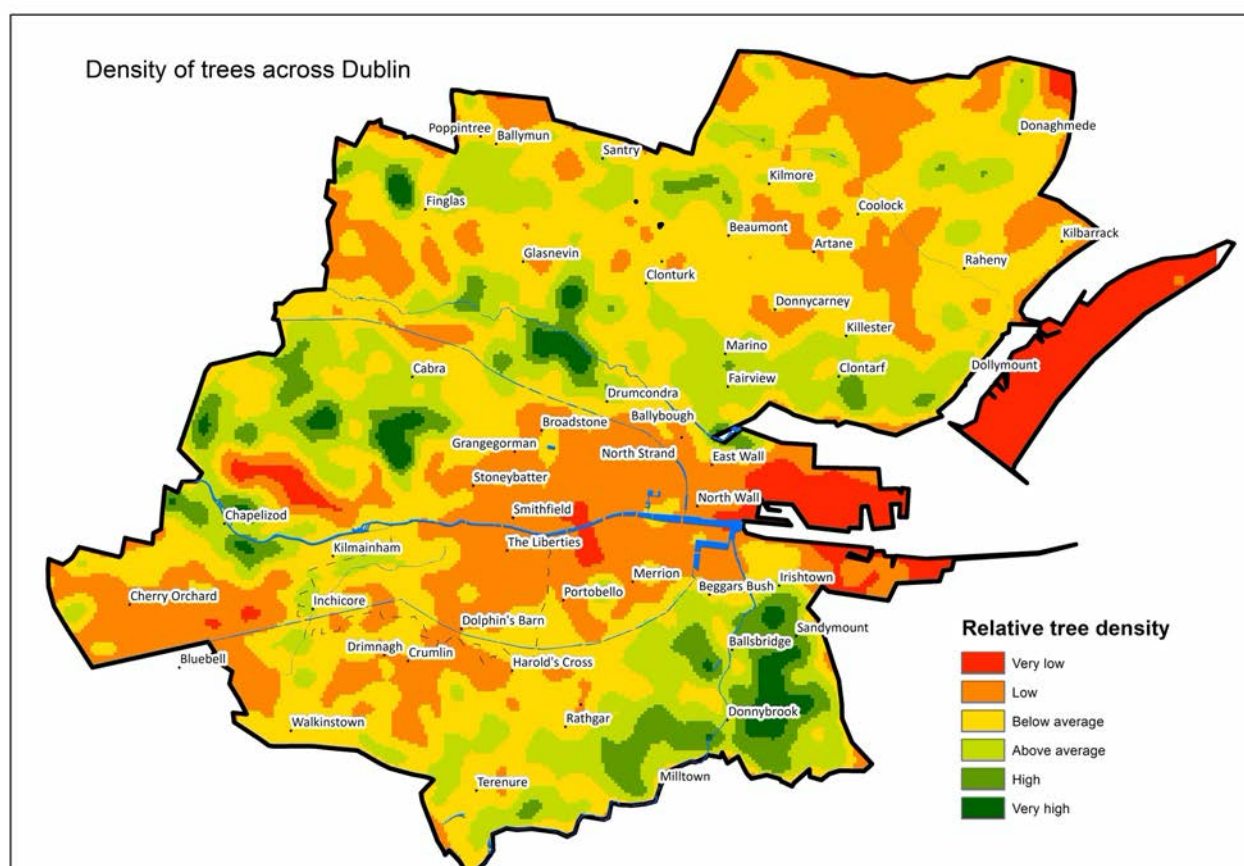 Density of trees across Dublin
Donaghmede
Poppintree
Ballymun
Santry
Kilmore
Finglas
Coolock
Beaumont
Artane
Kilbarrack
Glasnevin
Raheny
Clonturk
Donnycarney
Killester
Marino
Cabra
Clontarf
Dollymount
Fairview
Drumcondra
Ballybough
Broadstone
Grangegorman
North Strand
East Wall
Stoneybatter
North Wall
Smithfield
Chapelizod
Kilmainham
The Liberties
Merrion
Irishtown
Portobello
Beggars Bush
Cherry Orchard
Inchicore
Dolphin's Barn
Sandymount
Ballsbridge
Drimnagh
Crumlin
Bluebell
Harold's Cross
Walkinstown
Rathgar
Donnybrook
Milltown
Terenure
Relative tree density
Very low
Low
Below average
Above average
High
Very high